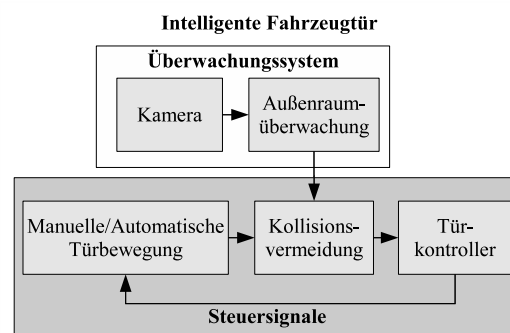 Intelligente Fahrzeugtür
Überwachungssystem
Kamera
Außenraum-
überwachung
Manuelle/Automatische
Türbewegung
Kollisions-
vermeidung
Tür-
kontroller
Steuersignale